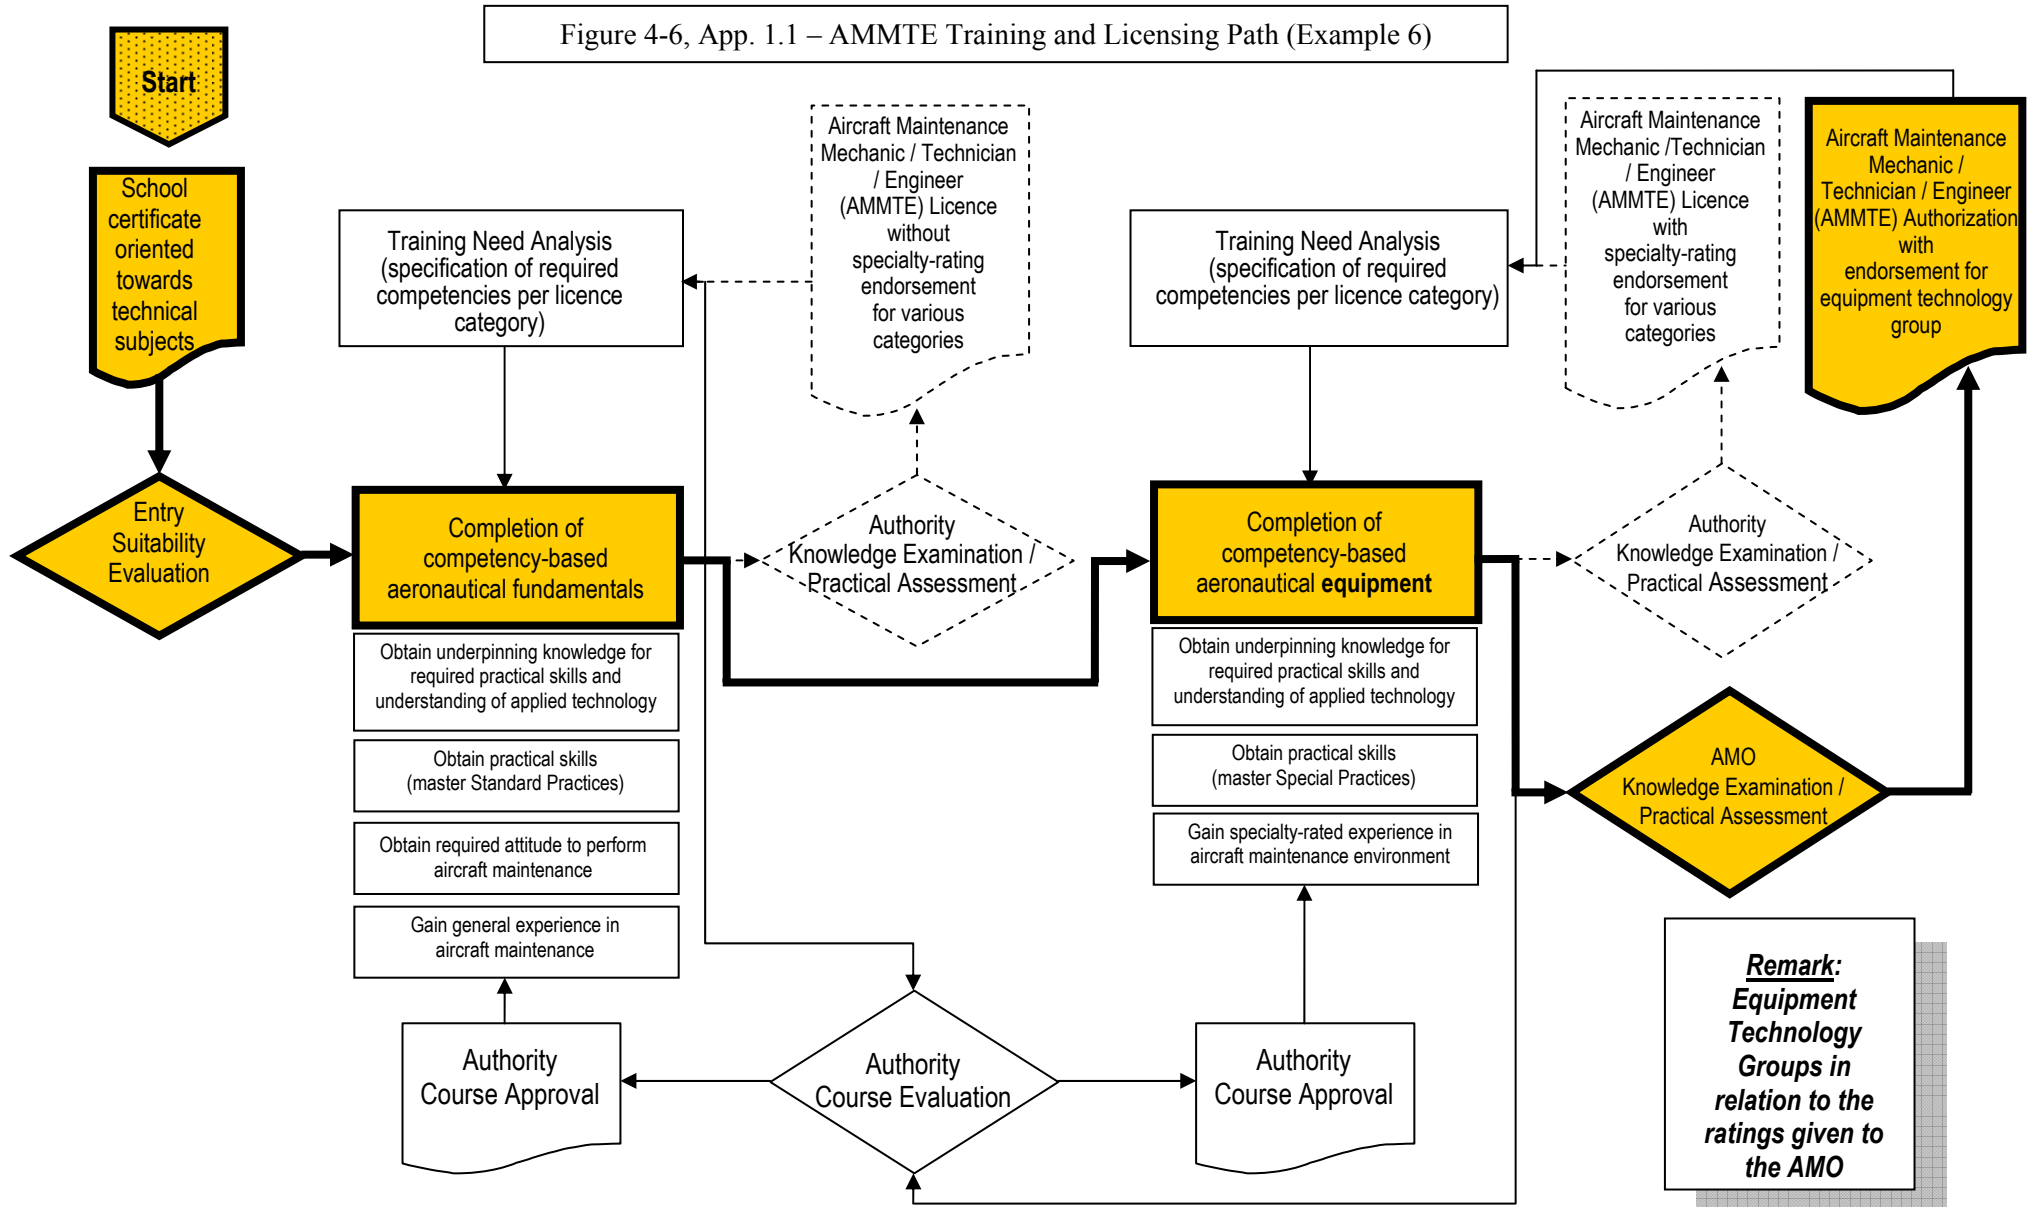 Figure 4-6, App. 1.1 – AMMTE Training and Licensing Path (Example 6)
Start
School
certificate
oriented
towards
technical
subjects
Entry
Suitability
Evaluation
Training Need Analysis
(specification of required
competencies per licence
category)
Completion of
competency-based
aeronautical fundamentals
Obtain underpinning knowledge for
required practical skills and
understanding of applied technology
Obtain practical skills
(master Standard Practices)
Obtain required attitude to perform
aircraft maintenance
Gain general experience in
aircraft maintenance
Authority
Course Approval
Aircraft Maintenance
Mechanic / Technician
/ Engineer
(AMMTE) Licence
without
specialty-rating
endorsement
for various
categories
Authority
Knowledge Examination /
Practical Assessment
Authority
Course Evaluation
Training Need Analysis
(specification of required
competencies per licence category)
Completion of
competency-based
aeronautical equipment
Obtain underpinning knowledge for
required practical skills and
understanding of applied technology
Obtain practical skills
(master Special Practices)
Gain specialty-rated experience in
aircraft maintenance environment
Authority
Course Approval
Aircraft Maintenance
Mechanic /Technician
/ Engineer
(AMMTE) Licence
with
specialty-rating
endorsement
for various
categories
Authority
Knowledge Examination /
Practical Assessment
Aircraft Maintenance
Mechanic /
Technician / Engineer
(AMMTE) Authorization
with
endorsement for
equipment technology
group
AMO
Knowledge Examination /
Practical Assessment
Remark:
Equipment
Technology
Groups in
relation to the
ratings given to
the AMO